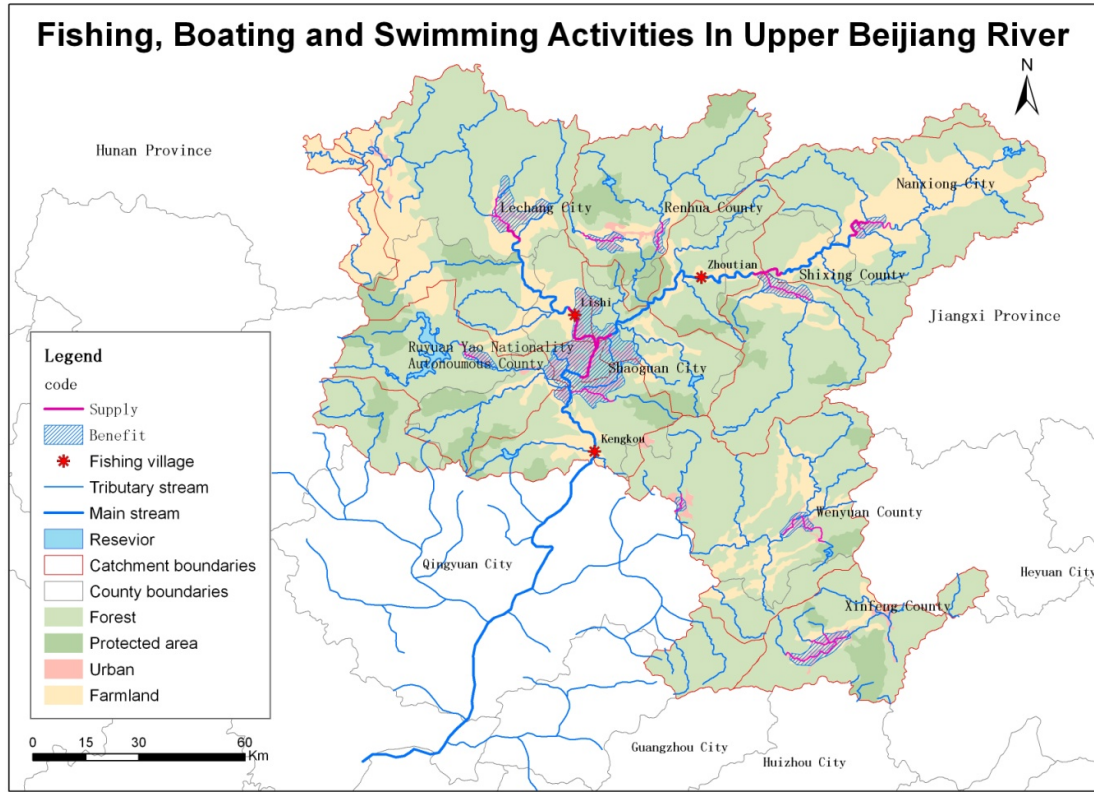 Fishing, Boating and Swimming Activities In Upper Beijiang River
N
Hunan Province
Nanxiong City
Lechang City
Renhua County
Zhoutian
Shixing County
Lishi
Jiangxi Province
Ruyuan Yao Nationality
Autonoumous County
Shaoguan City
Kengkou
Wenyuan County
Qingyuan City
Heyuan City
Xinfeng County
Guangzhou City
Huizhou City
Legend
code
Supply
Benefit
Fishing village
Tributary stream
Main stream
Resevior
Catchment boundaries
County boundaries
Forest
Protected area
Urban
Farmland
0 15 30 60
Km